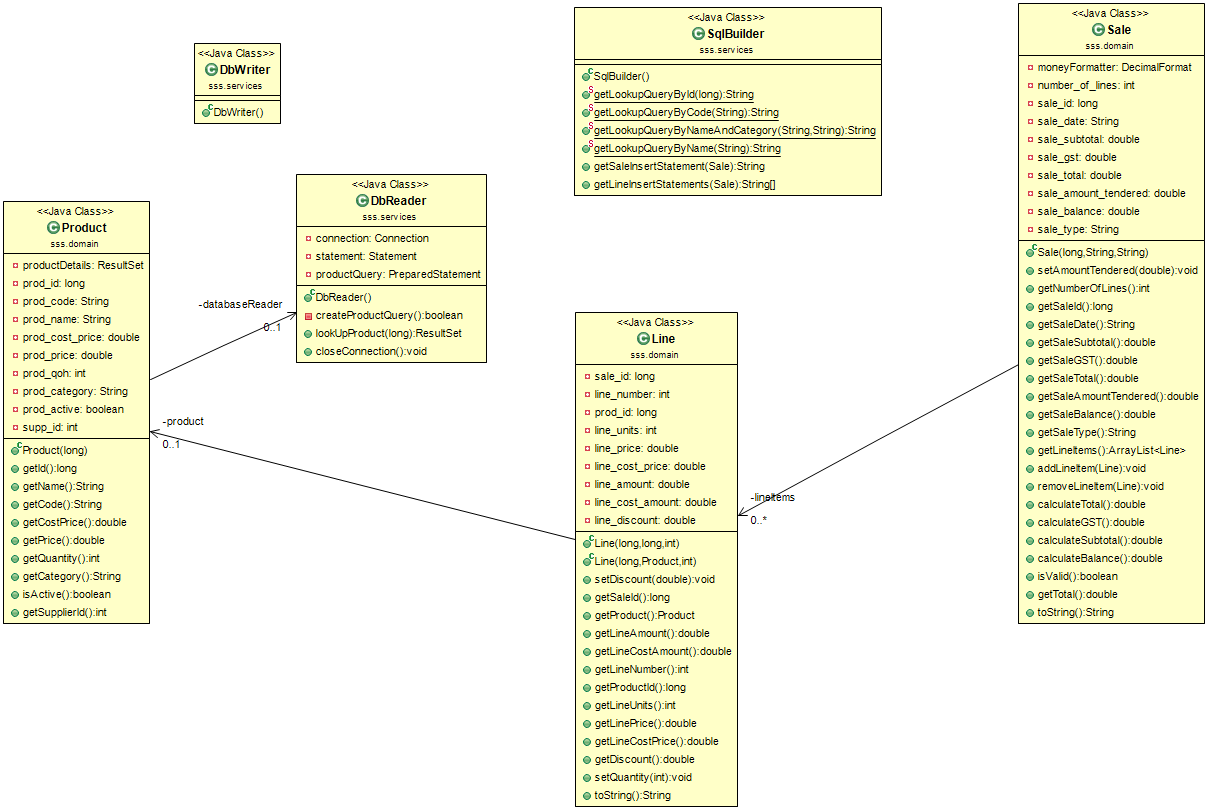 <<Java Class>>
DbWriter
sss.services
DbWriter()
<<Java Class>>
SqlBuilder
sss.services
SqlBuilder()
getLookupQueryById(long):String
getLookupQueryByCode(String):String
getLookupQueryByNameAndCategory(String,String):String
getLookupQueryByName(String):String
getSaleInsertStatement(Sale):String
getLineInsertStatements(Sale):String[]
<<Java Class>>
Sale
sss.domain
moneyFormatter: DecimalFormat
number_of_lines: int
sale_id: long
sale_date: String
sale_subtotal: double
sale_gst: double
sale_total: double
sale_amount_tendered: double
sale_balance: double
sale_type: String
Sale(long,String,String)
setAmountTendered(double):void
getNumberOfLines():int
getSaleId():long
getSaleDate():String
getSaleSubtotal():double
getSaleGST():double
getSaleTotal():double
getSaleAmountTendered():double
getSaleBalance():double
getSaleType():String
getLineItems():ArrayList<Line>
addLineItem(Line):void
removeLineItem(Line):void
calculateTotal():double
calculateGST():double
calculateSubtotal():double
calculateBalance():double
isValid():boolean
getTotal():double
toString():String
<<Java Class>>
Product
sss.domain
productDetails: ResultSet
prod_id: long
prod_code: String
prod_name: String
prod_cost_price: double
prod_price: double
prod_qoh: int
prod_category: String
prod_active: boolean
supp_id: int
Product(long)
getId():long
getName():String
getCode():String
getCostPrice():double
getPrice():double
getQuantity():int
getCategory():String
isActive():boolean
getSupplierId():int
-databaseReader
0..1
<<Java Class>>
DbReader
sss.services
connection: Connection
statement: Statement
productQuery: PreparedStatement
DbReader()
createProductQuery():boolean
lookUpProduct(long):ResultSet
closeConnection():void
-product
0..1
<<Java Class>>
Line
sss.domain
sale_id: long
line_number: int
prod_id: long
line_units: int
line_price: double
line_cost_price: double
line_amount: double
line_cost_amount: double
line_discount: double
Line(long,long,int)
Line(long,Product,int)
setDiscount(double):void
getSaleId():long
getProduct():Product
getLineAmount():double
getLineCostAmount():double
getLineNumber():int
getProductId():long
getLineUnits():int
getLinePrice():double
getLineCostPrice():double
getDiscount():double
setQuantity(int):void
toString():String
-lineItems
0..*